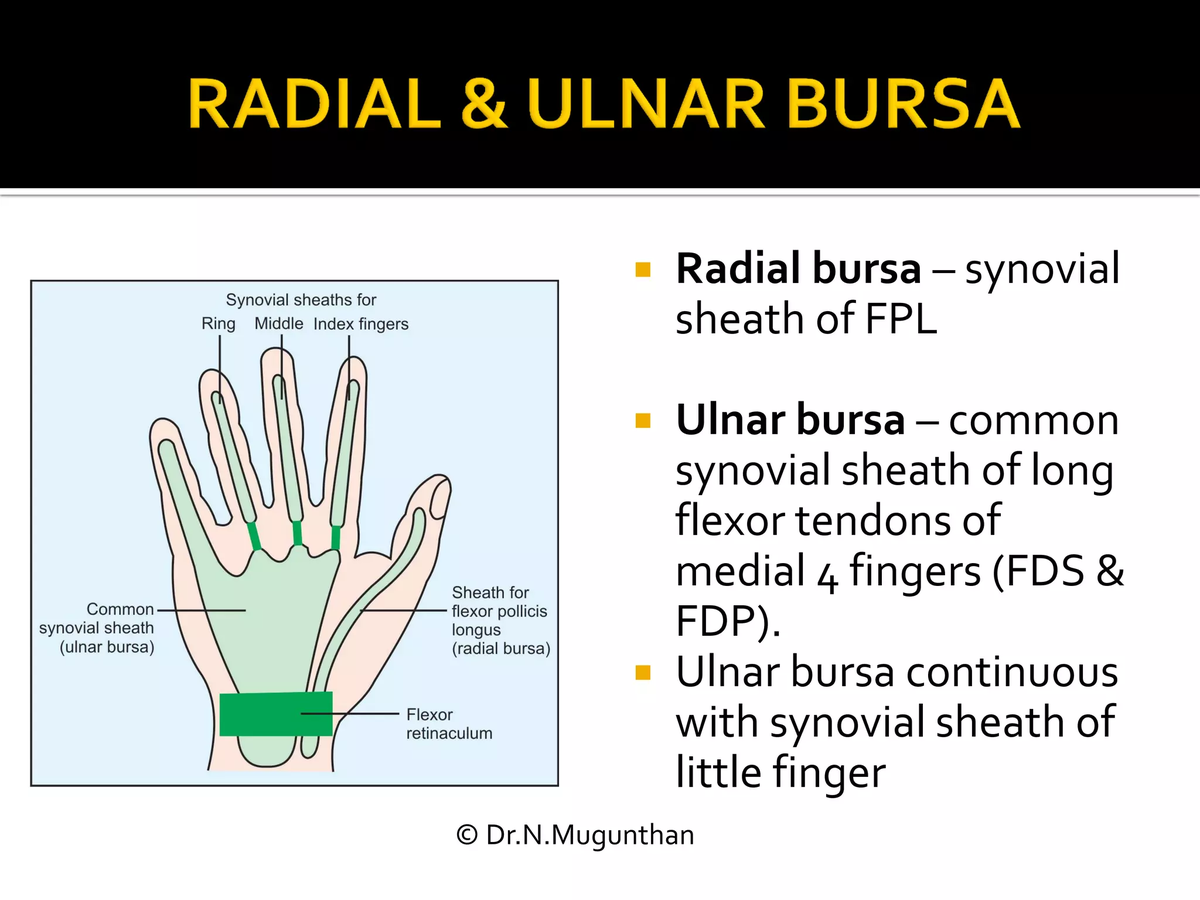 RADIAL & ULNAR BURSA
Synovial sheaths for
Ring Middle Index fingers
Common
synovial sheath
(ulnar bursa)
Sheath for
flexor pollicis
longus
(radial bursa)
Flexor
retinaculum
Radial bursa – synovial
sheath of FPL
Ulnar bursa – common
synovial sheath of long
flexor tendons of
medial 4 fingers (FDS &
FDP).
Ulnar bursa continuous
with synovial sheath of
little finger
© Dr.N.Mugunthan